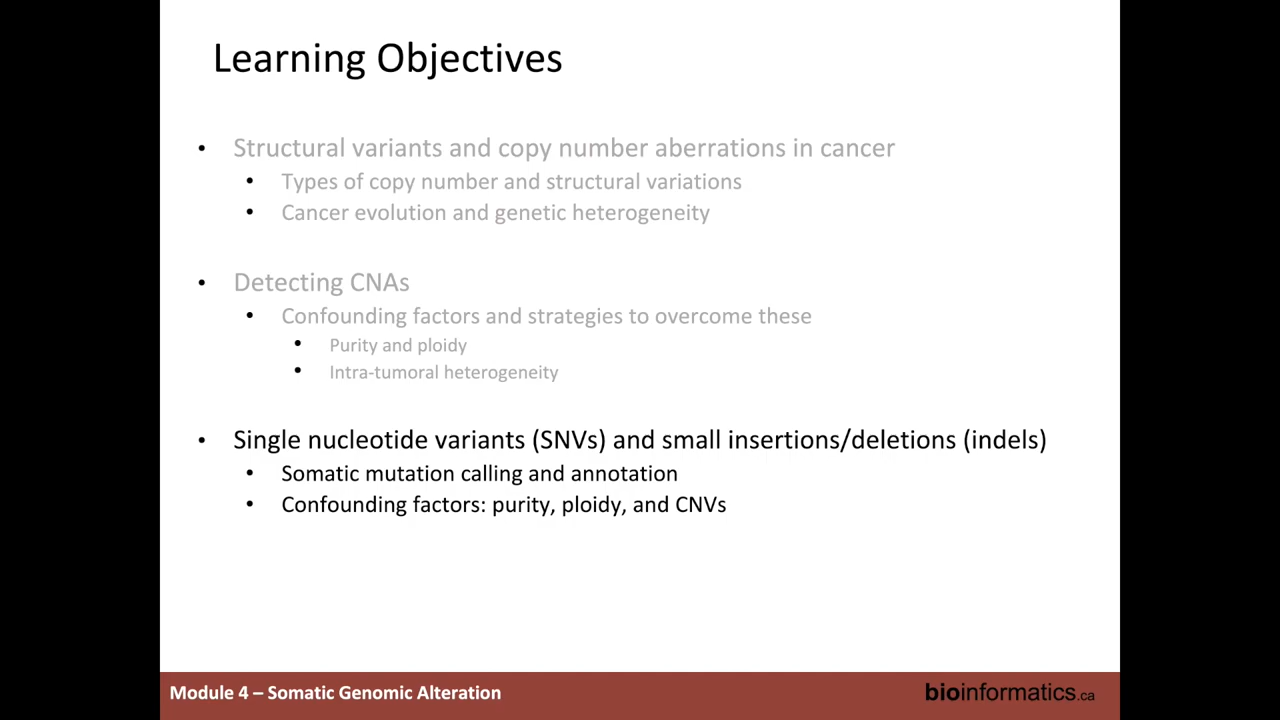 Learning Objectives
• Structural variants and copy number aberrations in cancer
• Types of copy number and structural variations
• Cancer evolution and genetic heterogeneity
• Detecting CNAs
• Confounding factors and strategies to overcome these
• Purity and ploidy
• Intra-tumoral heterogeneity
• Single nucleotide variants (SNVs) and small insertions/deletions (indels)
• Somatic mutation calling and annotation
• Confounding factors: purity, ploidy, and CNVs
Module 4 – Somatic Genomic Alteration
bioinformatics.ca